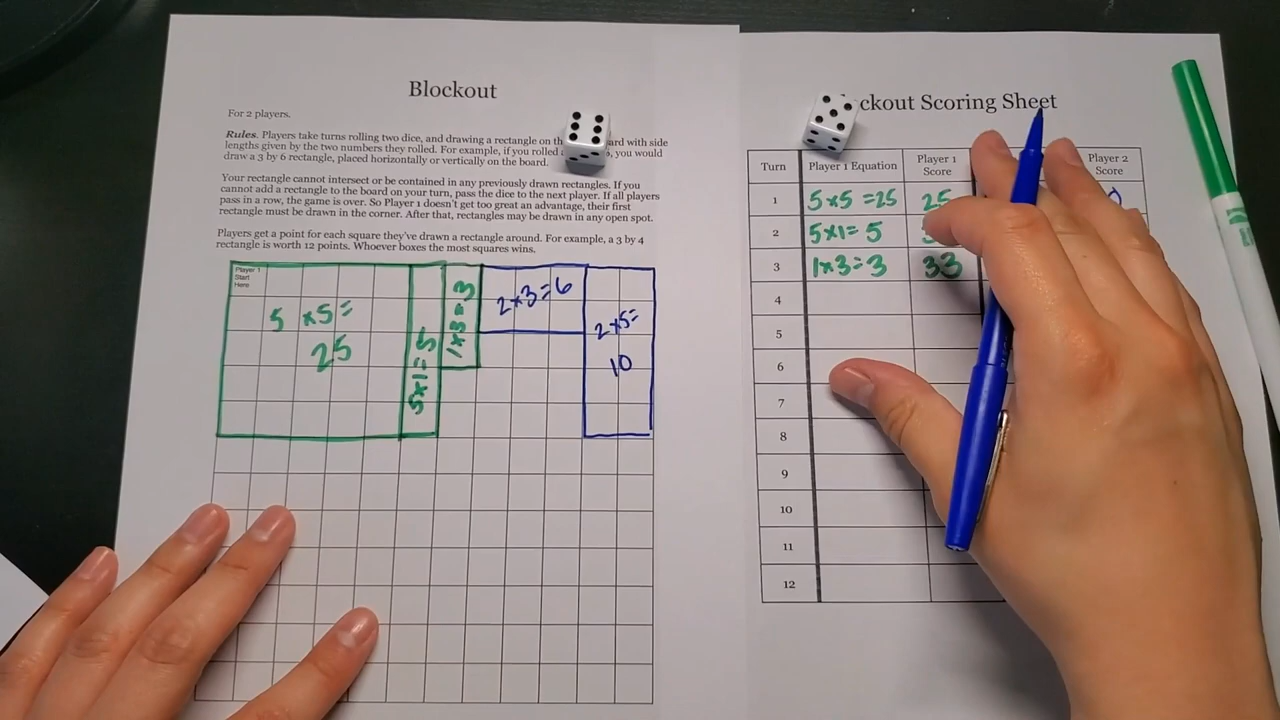 Blockout
For 2 players.
Rules. Players take turns rolling two dice, and drawing a rectangle on th ard with side
lengths given by the two numbers they rolled. For example, if you rolled , you would
draw a 3 by 6 rectangle, placed horizontally or vertically on the board.
Your rectangle cannot intersect or be contained in any previously drawn rectangles. If you
cannot add a rectangle to the board on your turn, pass the dice to the next player. If all players
pass in a row, the game is over. So Player 1 doesn't get too great an advantage, their first
rectangle must be drawn in the corner. After that, rectangles may be drawn in any open spot.
Players get a point for each square they've drawn a rectangle around. For example, a 3 by 4
rectangle is worth 12 points. Whoever boxes the most squares wins.
Player 1
Start
Here
5 x5=
25
5x1=5
1x3=3
2x3=6
2x5=
10
ckout Scoring Sheet
Turn Player 1 Equation Player 1 Score Player 2 Score
1 5x5=25 25
2 5x1=5
3 1x3=3 33
4
5
6
7
8
9
10
11
12